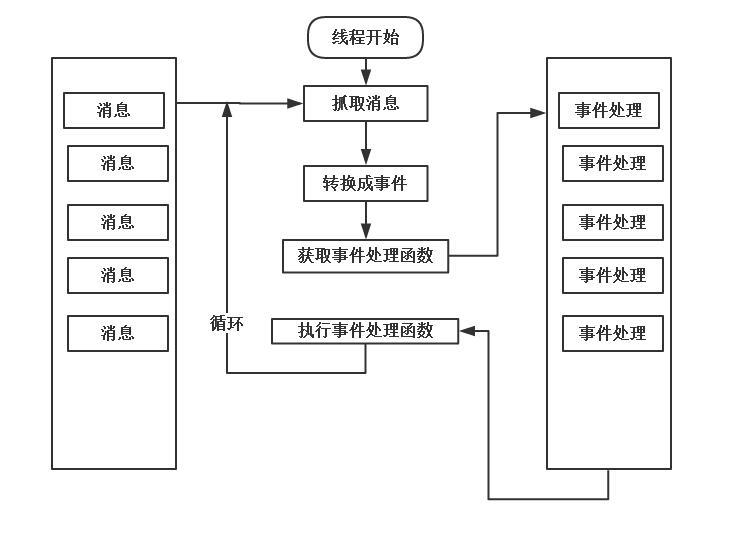 线程开始
消息
抓取消息
事件处理
消息
事件处理
转换成事件
消息
事件处理
获取事件处理函数
消息
事件处理
循环
消息
执行事件处理函数
事件处理